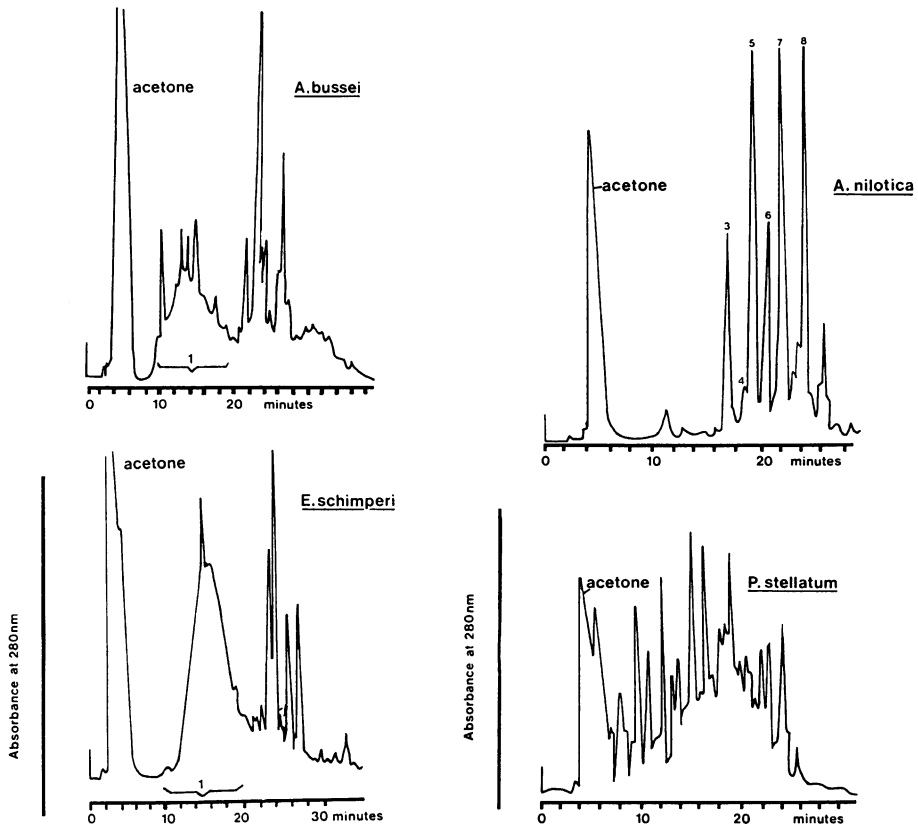 acetone
A.bussei
1
0 10 20 minutes
5 7 8
acetone
A. nilotica
3
6
4
0 10 20 minutes
acetone
E.schimperi
Absorbance at 280nm
1
0 10 20 30 minutes
acetone
P. stellatum
Absorbance at 280nm
0 10 20 minutes